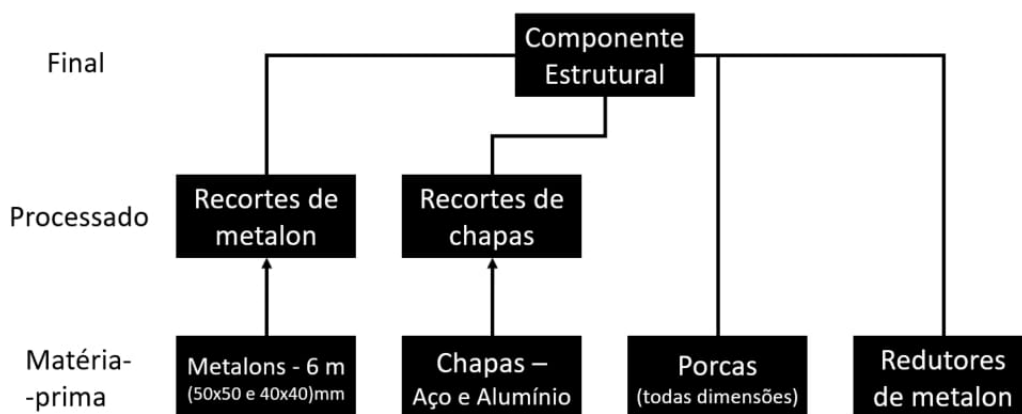 Final
Componente
Estrutural
Processado
Recortes de
metalon
Recortes de
chapas
Matéria-
-prima
Metalons - 6 m
(50x50 e 40x40)mm
Chapas –
Aço e Alumínio
Porcas
(todas dimensões)
Redutores
de metalon